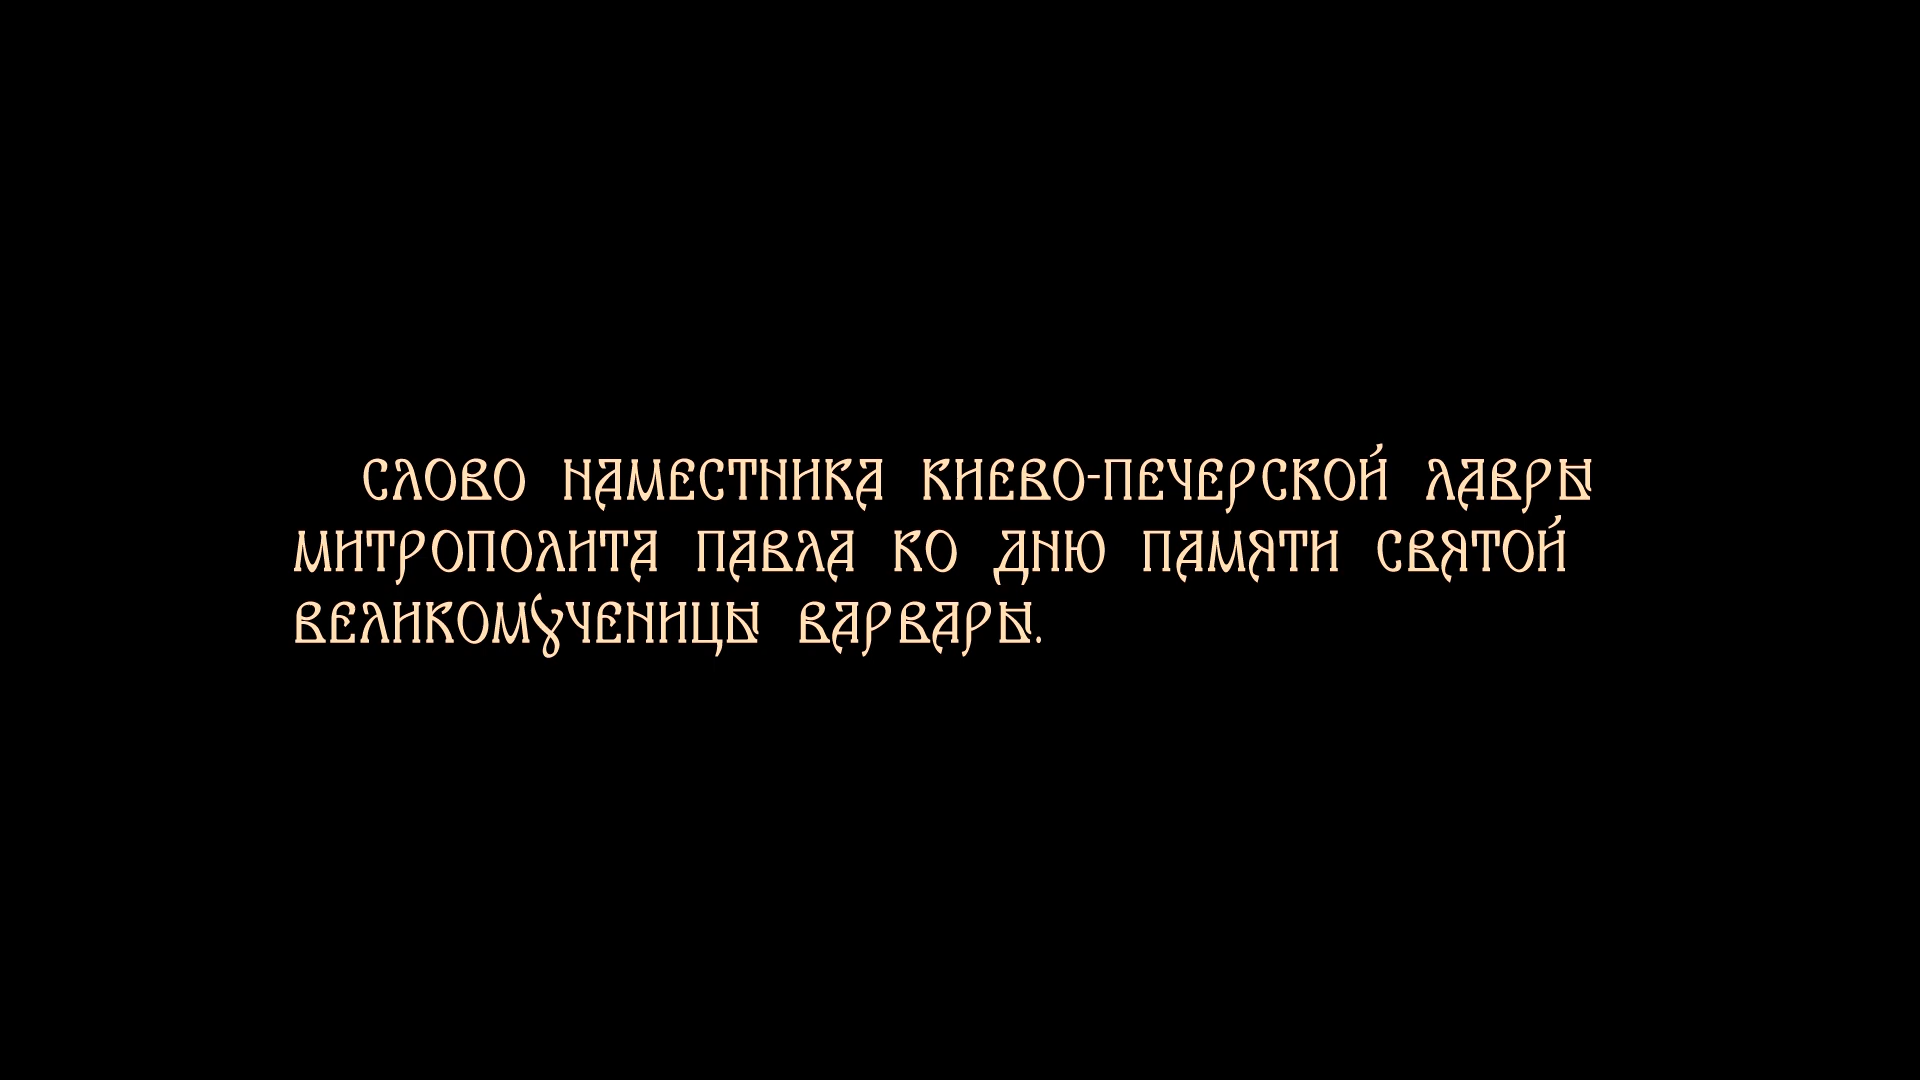 СЛОВО НАМЕСТНИКА КИЕВО-ПЕЧЕРСКОЙ ЛАВРЫ
МИТРОПОЛИТА ПАВЛА КО ДНЮ ПАМЯТИ СВЯТОЙ
ВЕЛИКОМУЧЕНИЦЫ ВАРВАРЫ.